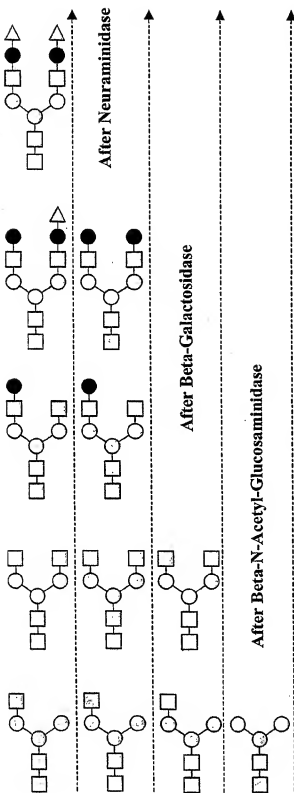 After Neuraminidase
After Beta-Galactosidase
After Beta-N-Acetyl-Glucosaminidase